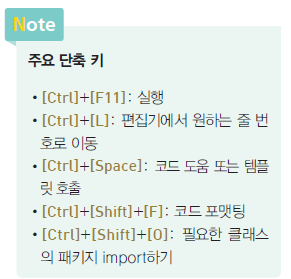 Note
주요 단축 키
• [Ctrl]+[F11]: 실행
• [Ctrl]+[L]: 편집기에서 원하는 줄 번
호로 이동
• [Ctrl]+[Space]: 코드 도움 또는 템플
릿 호출
• [Ctrl]+[Shift]+[F]: 코드 포맷팅
• [Ctrl]+[Shift]+[O]: 필요한 클래스
의 패키지 import하기